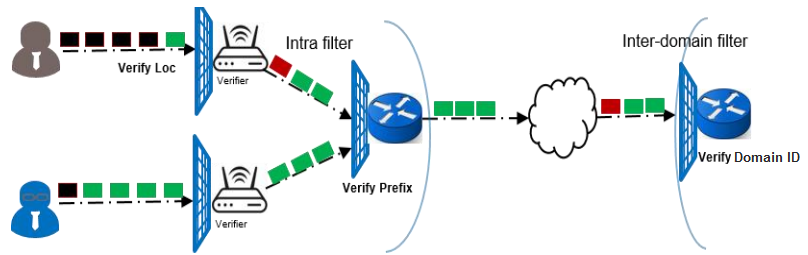 Intra filter
Inter-domain filter
Verify Loc
Verifier
Verify Prefix
Verify Domain ID
Verifier